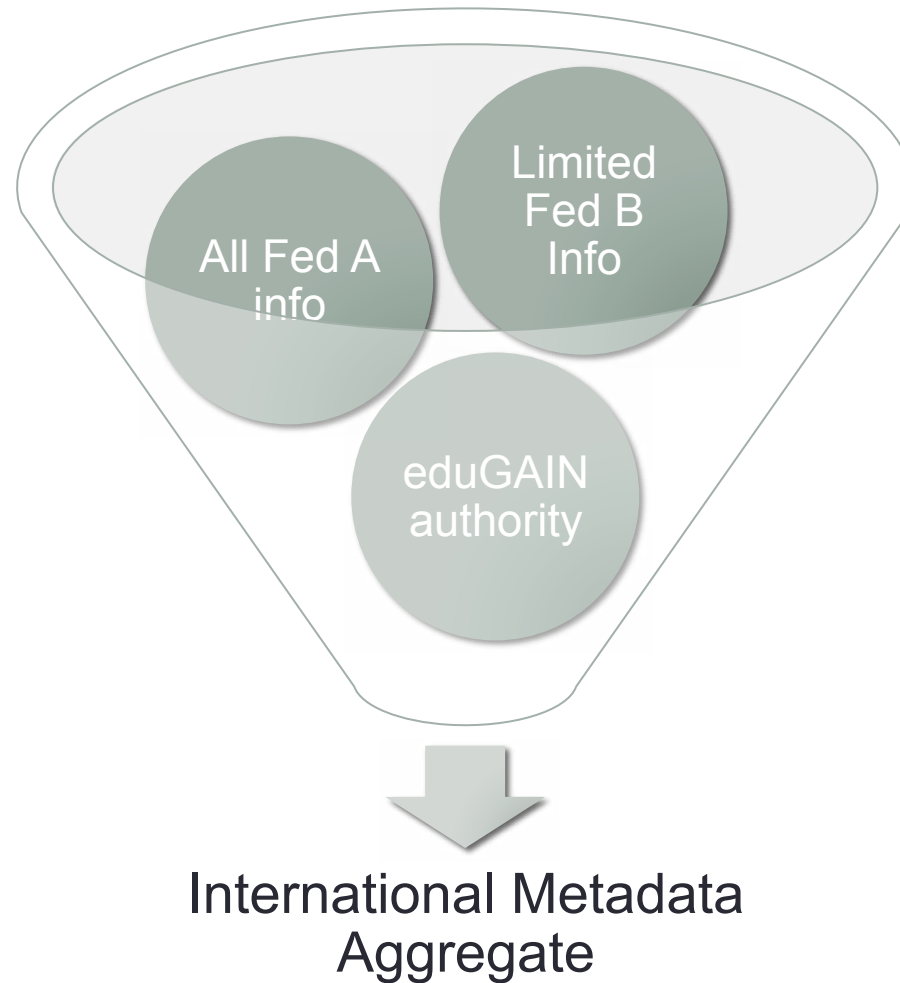 Limited
Fed B
Info
All Fed A
info
eduGAIN
authority
International Metadata
Aggregate